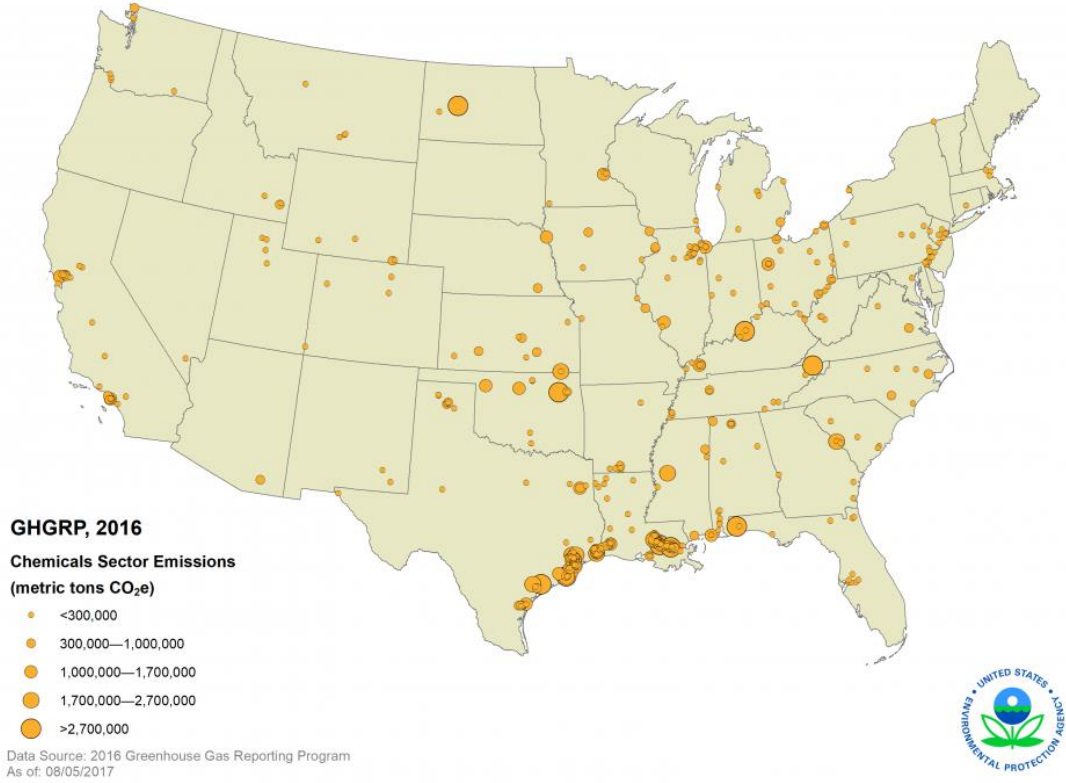 GHGRP, 2016
Chemicals Sector Emissions
(metric tons CO₂e)
<300,000
300,000—1,000,000
1,000,000—1,700,000
1,700,000—2,700,000
>2,700,000
Data Source: 2016 Greenhouse Gas Reporting Program
As of: 08/05/2017
UNITED STATES
ENVIRONMENTAL PROTECTION AGENCY